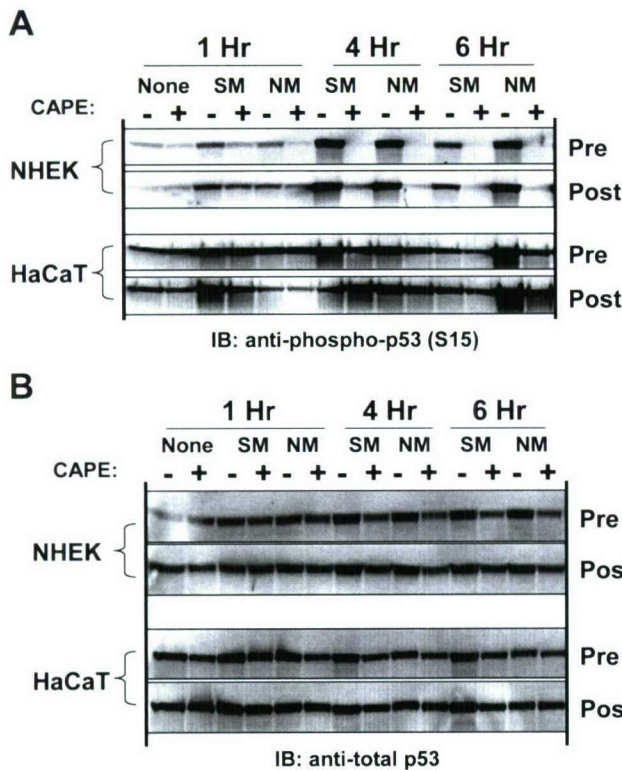 A
1 Hr 4 Hr 6 Hr
None SM NM SM NM SM NM
CAPE: - + - + - + - + - + - + - +
NHEK
Pre
Post
HaCaT
Pre
Post
IB: anti-phospho-p53 (S15)
B
1 Hr 4 Hr 6 Hr
None SM NM SM NM SM NM
CAPE: - + - + - + - + - + - + - +
NHEK
Pre
Pos
HaCaT
Pre
Pos
IB: anti-total p53